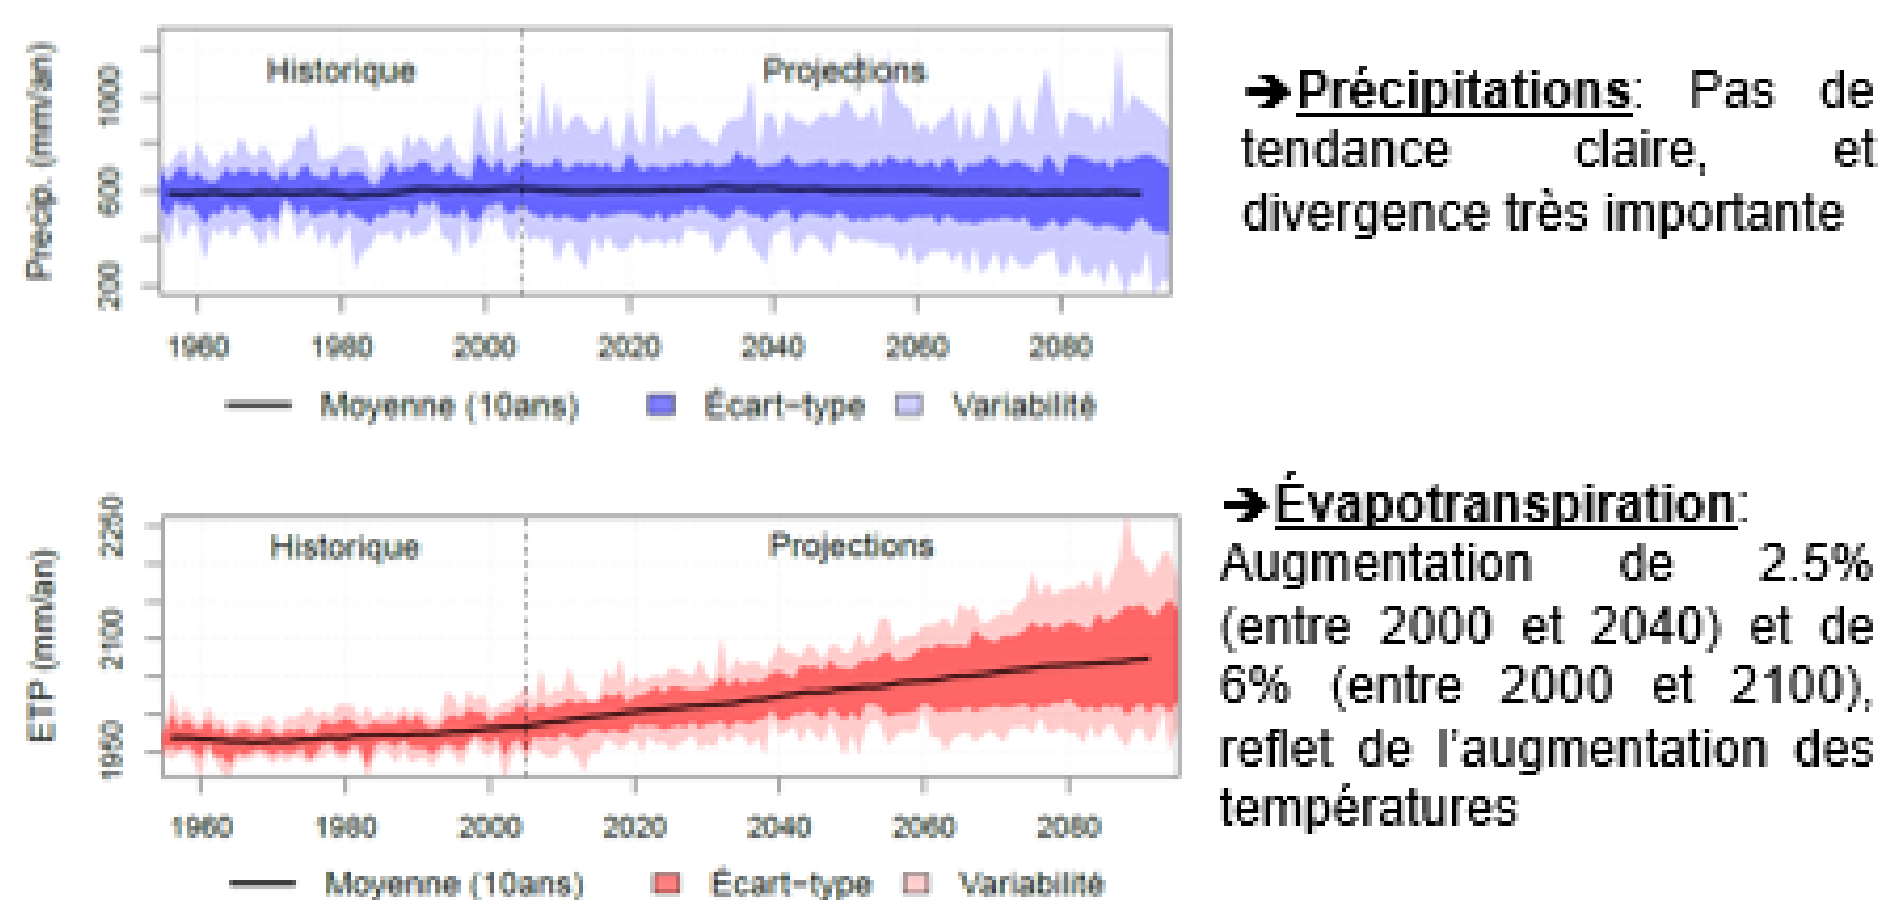 Historique Projections
Précip. (mm/an)
1000
600
200
1960 1980 2000 2020 2040 2060 2080
Moyenne (10ans) Écart-type Variabilité
➔Précipitations: Pas de
tendance claire, et
divergence très importante
Historique Projections
ETP (mm/an)
2250
2100
1950
1960 1980 2000 2020 2040 2060 2080
Moyenne (10ans) Écart-type Variabilité
➔Évapotranspiration:
Augmentation de 2.5%
(entre 2000 et 2040) et de
6% (entre 2000 et 2100),
reflet de l'augmentation des
températures